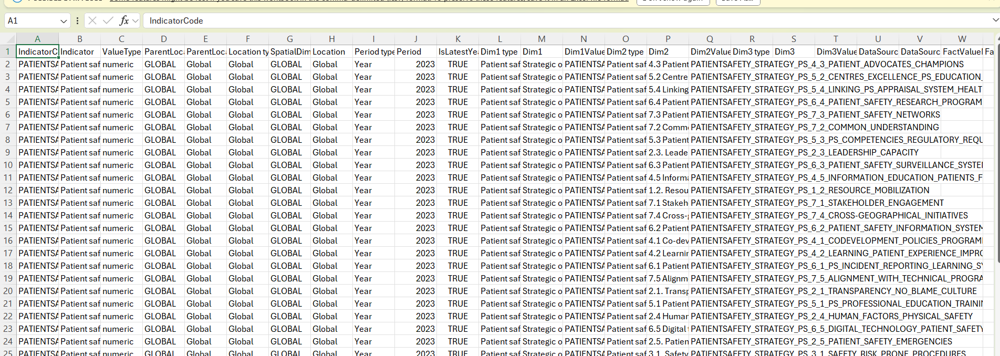 A1 fx IndicatorCode
A B C D E F G H I J K L M N O P Q R S T U V W
1 IndicatorC Indicator ValueType ParentLoca ParentLoca Location ty SpatialDim Location Period type Period IsLatestYea Dim1 type Dim1 Dim1Value Dim2 type Dim2 Dim2Value Dim3 type Dim3 Dim3Value DataSourc DataSourc FactValueI Fa
2 PATIENTSA Patient saf numeric GLOBAL Global Global GLOBAL Global Year 2023 TRUE Patient saf Strategic o PATIENTSA Patient saf 4.3 Patient PATIENTSAFETY_STRATEGY_PS_4_3_PATIENT_ADVOCATES_CHAMPIONS
3 PATIENTSA Patient saf numeric GLOBAL Global Global GLOBAL Global Year 2023 TRUE Patient saf Strategic o PATIENTSA Patient saf 5.2 Centre PATIENTSAFETY_STRATEGY_PS_5_2_CENTRES_EXCELLENCE_PS_EDUCATION_
4 PATIENTSA Patient saf numeric GLOBAL Global Global GLOBAL Global Year 2023 TRUE Patient saf Strategic o PATIENTSA Patient saf 5.4 Linking PATIENTSAFETY_STRATEGY_PS_5_4_LINKING_PS_APPRAISAL_SYSTEM_HEALT
5 PATIENTSA Patient saf numeric GLOBAL Global Global GLOBAL Global Year 2023 TRUE Patient saf Strategic o PATIENTSA Patient saf 6.4 Patient PATIENTSAFETY_STRATEGY_PS_6_4_PATIENT_SAFETY_RESEARCH_PROGRAM
6 PATIENTSA Patient saf numeric GLOBAL Global Global GLOBAL Global Year 2023 TRUE Patient saf Strategic o PATIENTSA Patient saf 7.3 Patient PATIENTSAFETY_STRATEGY_PS_7_3_PATIENT_SAFETY_NETWORKS
7 PATIENTSA Patient saf numeric GLOBAL Global Global GLOBAL Global Year 2023 TRUE Patient saf Strategic o PATIENTSA Patient saf 7.2 Comm PATIENTSAFETY_STRATEGY_PS_7_2_COMMON_UNDERSTANDING
8 PATIENTSA Patient saf numeric GLOBAL Global Global GLOBAL Global Year 2023 TRUE Patient saf Strategic o PATIENTSA Patient saf 5.3 Patient PATIENTSAFETY_STRATEGY_PS_5_3_PS_COMPETENCIES_REGULATORY_REQU
9 PATIENTSA Patient saf numeric GLOBAL Global Global GLOBAL Global Year 2023 TRUE Patient saf Strategic o PATIENTSA Patient saf 2.3. Leade PATIENTSAFETY_STRATEGY_PS_2_3_LEADERSHIP_CAPACITY
10 PATIENTSA Patient saf numeric GLOBAL Global Global GLOBAL Global Year 2023 TRUE Patient saf Strategic o PATIENTSA Patient saf 6.3 Patient PATIENTSAFETY_STRATEGY_PS_6_3_PATIENT_SAFETY_SURVEILLANCE_SYSTEI
11 PATIENTSA Patient saf numeric GLOBAL Global Global GLOBAL Global Year 2023 TRUE Patient saf Strategic o PATIENTSA Patient saf 4.5 Inform PATIENTSAFETY_STRATEGY_PS_4_5_INFORMATION_EDUCATION_PATIENTS_F
12 PATIENTSA Patient saf numeric GLOBAL Global Global GLOBAL Global Year 2023 TRUE Patient saf Strategic o PATIENTSA Patient saf 1.2. Resou PATIENTSAFETY_STRATEGY_PS_1_2_RESOURCE_MOBILIZATION
13 PATIENTSA Patient saf numeric GLOBAL Global Global GLOBAL Global Year 2023 TRUE Patient saf Strategic o PATIENTSA Patient saf 7.1 Stakeh PATIENTSAFETY_STRATEGY_PS_7_1_STAKEHOLDER_ENGAGEMENT
14 PATIENTSA Patient saf numeric GLOBAL Global Global GLOBAL Global Year 2023 TRUE Patient saf Strategic o PATIENTSA Patient saf 7.4 Cross- PATIENTSAFETY_STRATEGY_PS_7_4_CROSS-GEOGRAPHICAL_INITIATIVES
15 PATIENTSA Patient saf numeric GLOBAL Global Global GLOBAL Global Year 2023 TRUE Patient saf Strategic o PATIENTSA Patient saf 6.2 Patient PATIENTSAFETY_STRATEGY_PS_6_2_PATIENT_SAFETY_INFORMATION_SYSTEM
16 PATIENTSA Patient saf numeric GLOBAL Global Global GLOBAL Global Year 2023 TRUE Patient saf Strategic o PATIENTSA Patient saf 4.1 Co-dev PATIENTSAFETY_STRATEGY_PS_4_1_CODEVELOPMENT_POLICIES_PROGRAMI
17 PATIENTSA Patient saf numeric GLOBAL Global Global GLOBAL Global Year 2023 TRUE Patient saf Strategic o PATIENTSA Patient saf 4.2 Learnin PATIENTSAFETY_STRATEGY_PS_4_2_LEARNING_PATIENT_EXPERIENCE_IMPRO
18 PATIENTSA Patient saf numeric GLOBAL Global Global GLOBAL Global Year 2023 TRUE Patient saf Strategic o PATIENTSA Patient saf 6.1 Patient PATIENTSAFETY_STRATEGY_PS_6_1_PS_INCIDENT_REPORTING_LEARNING_SY
19 PATIENTSA Patient saf numeric GLOBAL Global Global GLOBAL Global Year 2023 TRUE Patient saf Strategic o PATIENTSA Patient saf 7.5 Alignm PATIENTSAFETY_STRATEGY_PS_7_5_ALIGNMENT_WITH_TECHNICAL_PROGRA
20 PATIENTSA Patient saf numeric GLOBAL Global Global GLOBAL Global Year 2023 TRUE Patient saf Strategic o PATIENTSA Patient saf 2.1. Transp PATIENTSAFETY_STRATEGY_PS_2_1_TRANSPARENCY_NO_BLAME_CULTURE
21 PATIENTSA Patient saf numeric GLOBAL Global Global GLOBAL Global Year 2023 TRUE Patient saf Strategic o PATIENTSA Patient saf 5.1 Patient PATIENTSAFETY_STRATEGY_PS_5_1_PS_PROFESSIONAL_EDUCATION_TRAINI
22 PATIENTSA Patient saf numeric GLOBAL Global Global GLOBAL Global Year 2023 TRUE Patient saf Strategic o PATIENTSA Patient saf 2.4 Human PATIENTSAFETY_STRATEGY_PS_2_4_HUMAN_FACTORS_PHYSICAL_SAFETY
23 PATIENTSA Patient saf numeric GLOBAL Global Global GLOBAL Global Year 2023 TRUE Patient saf Strategic o PATIENTSA Patient saf 6.5 Digital PATIENTSAFETY_STRATEGY_PS_6_5_DIGITAL_TECHNOLOGY_PATIENT_SAFETY
24 PATIENTSA Patient saf numeric GLOBAL Global Global GLOBAL Global Year 2023 TRUE Patient saf Strategic o PATIENTSA Patient saf 2.5. Patien PATIENTSAFETY_STRATEGY_PS_2_5_PATIENT_SAFETY_EMERGENCIES
25 PATIENTSA Patient saf numeric GLOBAL Global Global GLOBAL Global Year 2023 TRUE Patient saf Strategic o PATIENTSA Patient saf 3.1. Safety PATIENTSAFETY_STRATEGY_PS_3_1_SAFETY_RISK_PRONE_PROCEDURES